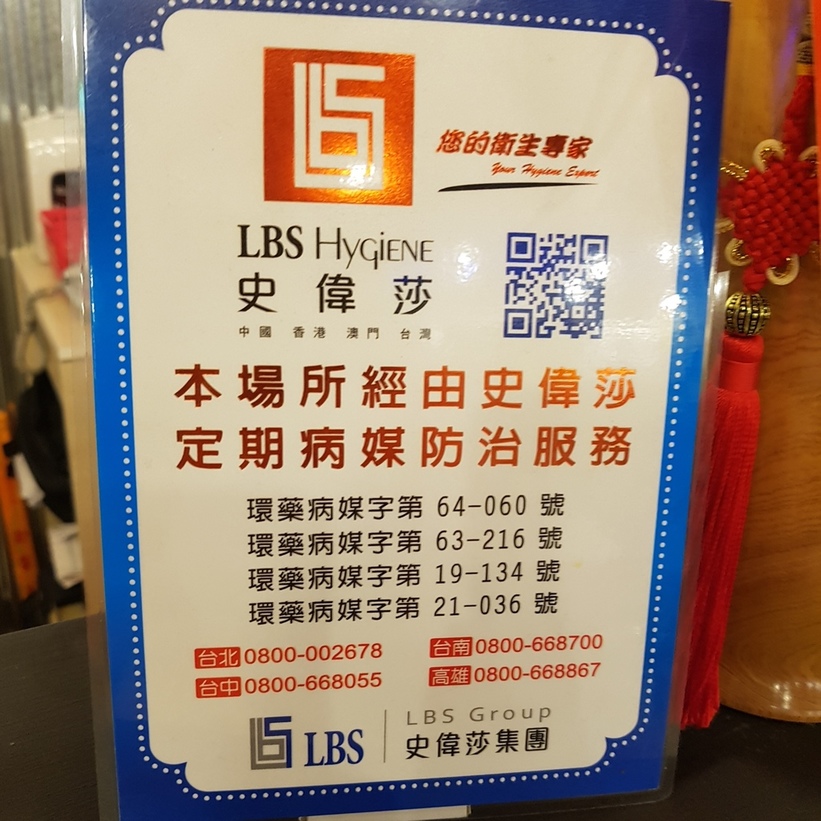 您的衛生專家
Your Hygiene Expert
LBS HYGiENE
史偉莎
中國 香港 澳門 台灣
本場所經由史偉莎
定期病媒防治服務
環藥病媒字第 64-060 號
環藥病媒字第 63-216 號
環藥病媒字第 19-134 號
環藥病媒字第 21-036 號
台北 0800-002678 台南 0800-668700
台中 0800-668055 高雄 0800-668867
LBS LBS Group
史偉莎集團